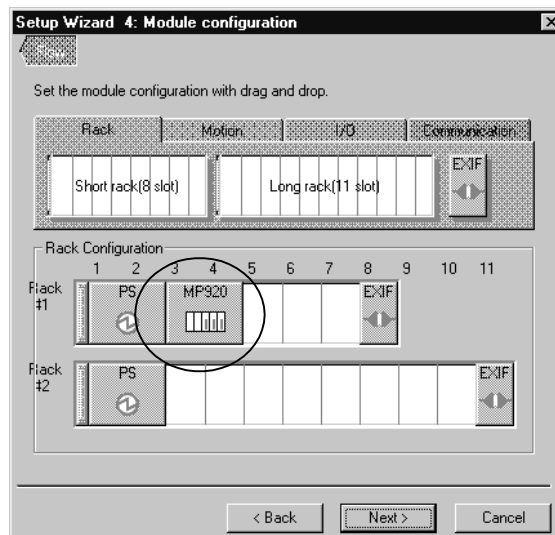 Setup Wizard 4: Module configuration
Set the module configuration with drag and drop.
Rack Motion I/O Communication
Short rack(8 slot) Long rack(11 slot) EXIF
Rack Configuration
1 2 3 4 5 6 7 8 9 10 11
Rack #1 PS MP920 EXIF
Rack #2 PS EXIF
< Back Next > Cancel